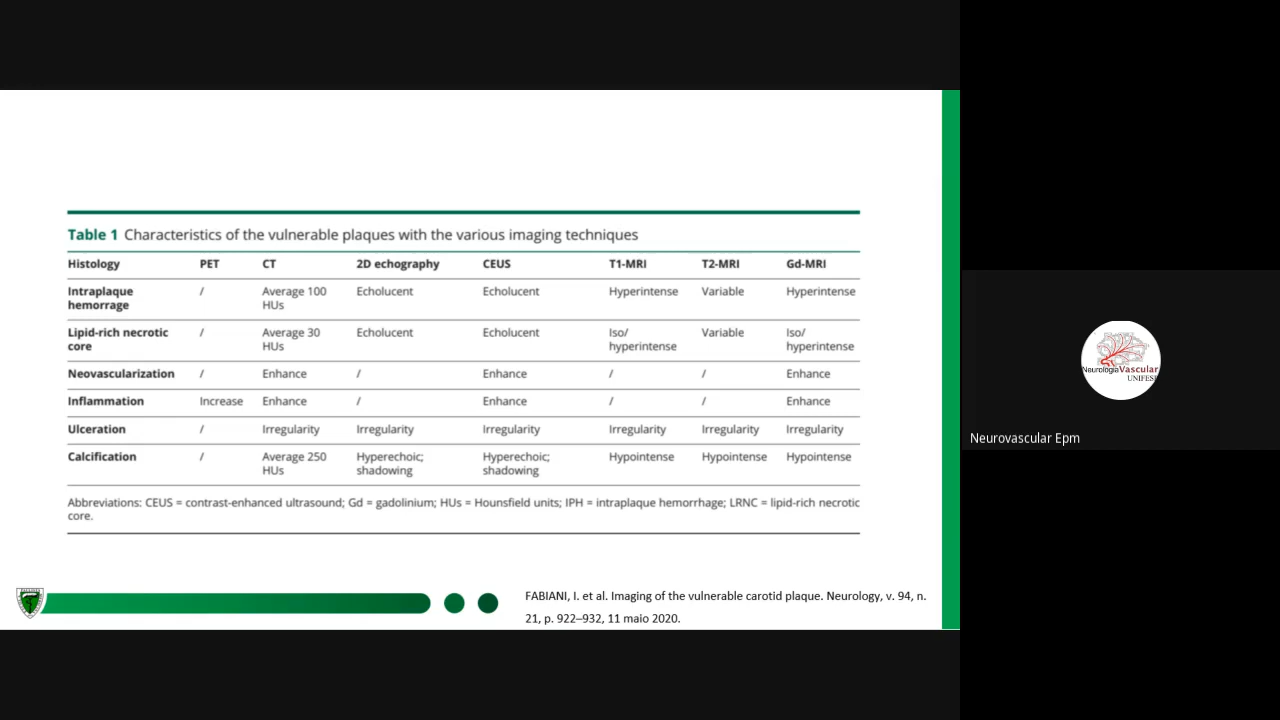 Table 1 Characteristics of the vulnerable plaques with the various imaging techniques
Histology PET CT 2D echography CEUS T1-MRI T2-MRI Gd-MRI
Intraplaque hemorrage / Average 100 HUs Echolucent Echolucent Hyperintense Variable Hyperintense
Lipid-rich necrotic core / Average 30 HUs Echolucent Echolucent Iso/ hyperintense Variable Iso/ hyperintense
Neovascularization / Enhance / Enhance / / Enhance
Inflammation Increase Enhance / Enhance / / Enhance
Ulceration / Irregularity Irregularity Irregularity Irregularity Irregularity Irregularity
Calcification / Average 250 HUs Hyperechoic; shadowing Hyperechoic; shadowing Hypointense Hypointense Hypointense
Abbreviations: CEUS = contrast-enhanced ultrasound; Gd = gadolinium; HUs = Hounsfield units; IPH = intraplaque hemorrhage; LRNC = lipid-rich necrotic
core.
FABIANI, I. et al. Imaging of the vulnerable carotid plaque. Neurology, v. 94, n.
21, p. 922–932, 11 maio 2020.
NeurologiaVascular
UNIFES
Neurovascular Epm